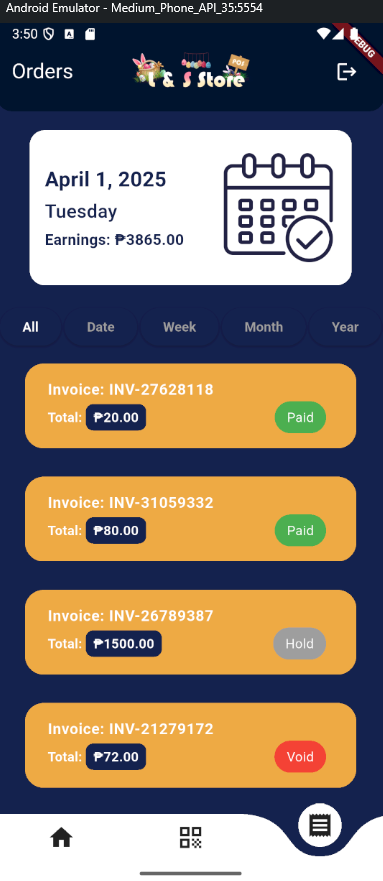 Android Emulator - Medium_Phone_API_35:5554
3:50
DEBUG
Orders
L & S Store
POS
April 1, 2025
Tuesday
Earnings: ₱3865.00
All Date Week Month Year
Invoice: INV-27628118
Total: ₱20.00 Paid
Invoice: INV-31059332
Total: ₱80.00 Paid
Invoice: INV-26789387
Total: ₱1500.00 Hold
Invoice: INV-21279172
Total: ₱72.00 Void